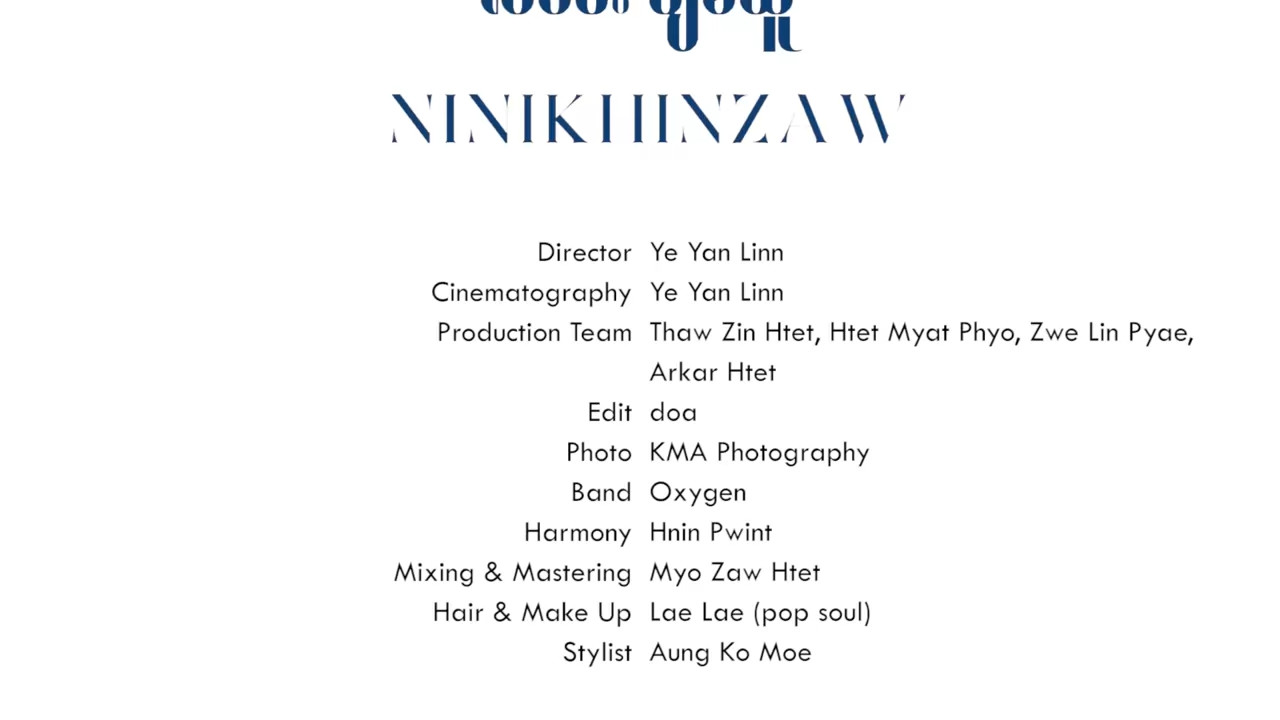 NINIKHINZAW
Director Ye Yan Linn
Cinematography Ye Yan Linn
Production Team Thaw Zin Htet, Htet Myat Phyo, Zwe Lin Pyae,
Arkar Htet
Edit doa
Photo KMA Photography
Band Oxygen
Harmony Hnin Pwint
Mixing & Mastering Myo Zaw Htet
Hair & Make Up Lae Lae (pop soul)
Stylist Aung Ko Moe